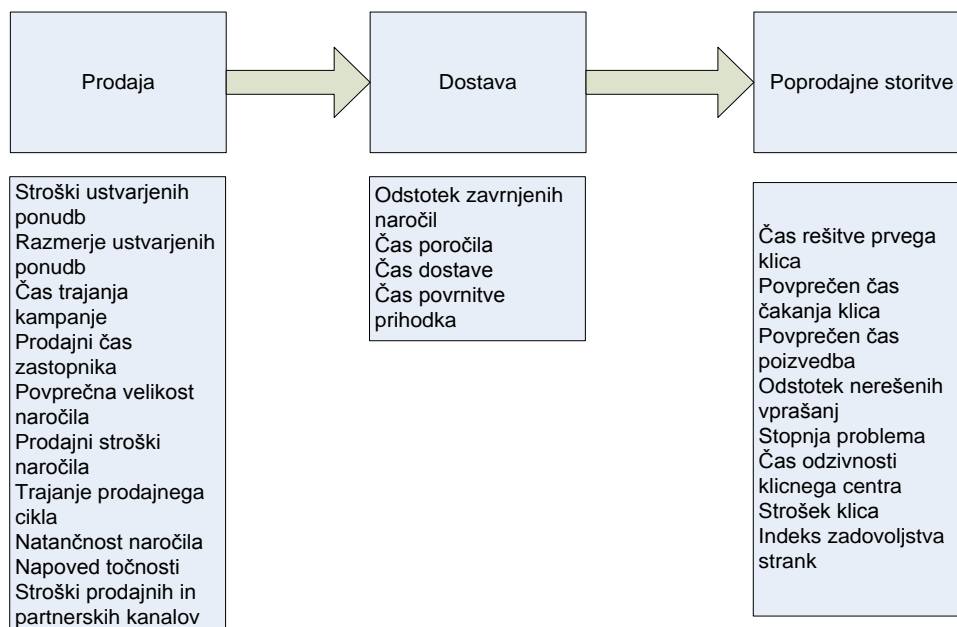 Prodaja
Dostava
Poprodajne storitve
Stroški ustvarjenih
ponudb
Razmerje ustvarjenih
ponudb
Čas trajanja
kampanje
Prodajni čas
zastopnika
Povprečna velikost
naročila
Prodajni stroški
naročila
Trajanje prodajnega
cikla
Natančnost naročila
Napoved točnosti
Stroški prodajnih in
partnerskih kanalov
Odstotek zavrnjenih
naročil
Čas poročila
Čas dostave
Čas povrnitve
prihodka
Čas rešitve prvega
klica
Povprečen čas
čakanja klica
Povprečen čas
poizvedba
Odstotek nerešenih
vprašanj
Stopnja problema
Čas odzivnosti
klicnega centra
Strošek klica
Indeks zadovoljstva
strank